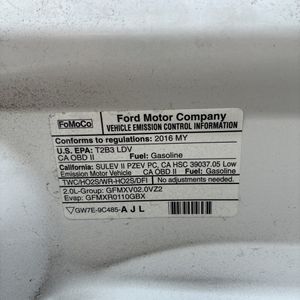 FoMoCo
Ford Motor Company
VEHICLE EMISSION CONTROL INFORMATION
Conforms to regulations: 2016 MY
U.S. EPA: T2B3 LDV
CA OBD II Fuel: Gasoline
California: SULEV II PZEV PC, CA HSC 39037.05 Low
Emission Motor Vehicle CA OBD II Fuel: Gasoline
TWC/HO2S/WR-HO2S/DFI No adjustments needed.
2.0L-Group: GFMXV02.0VZ2
Evap: GFMXR0110GBX
GW7E-9C485-A J L